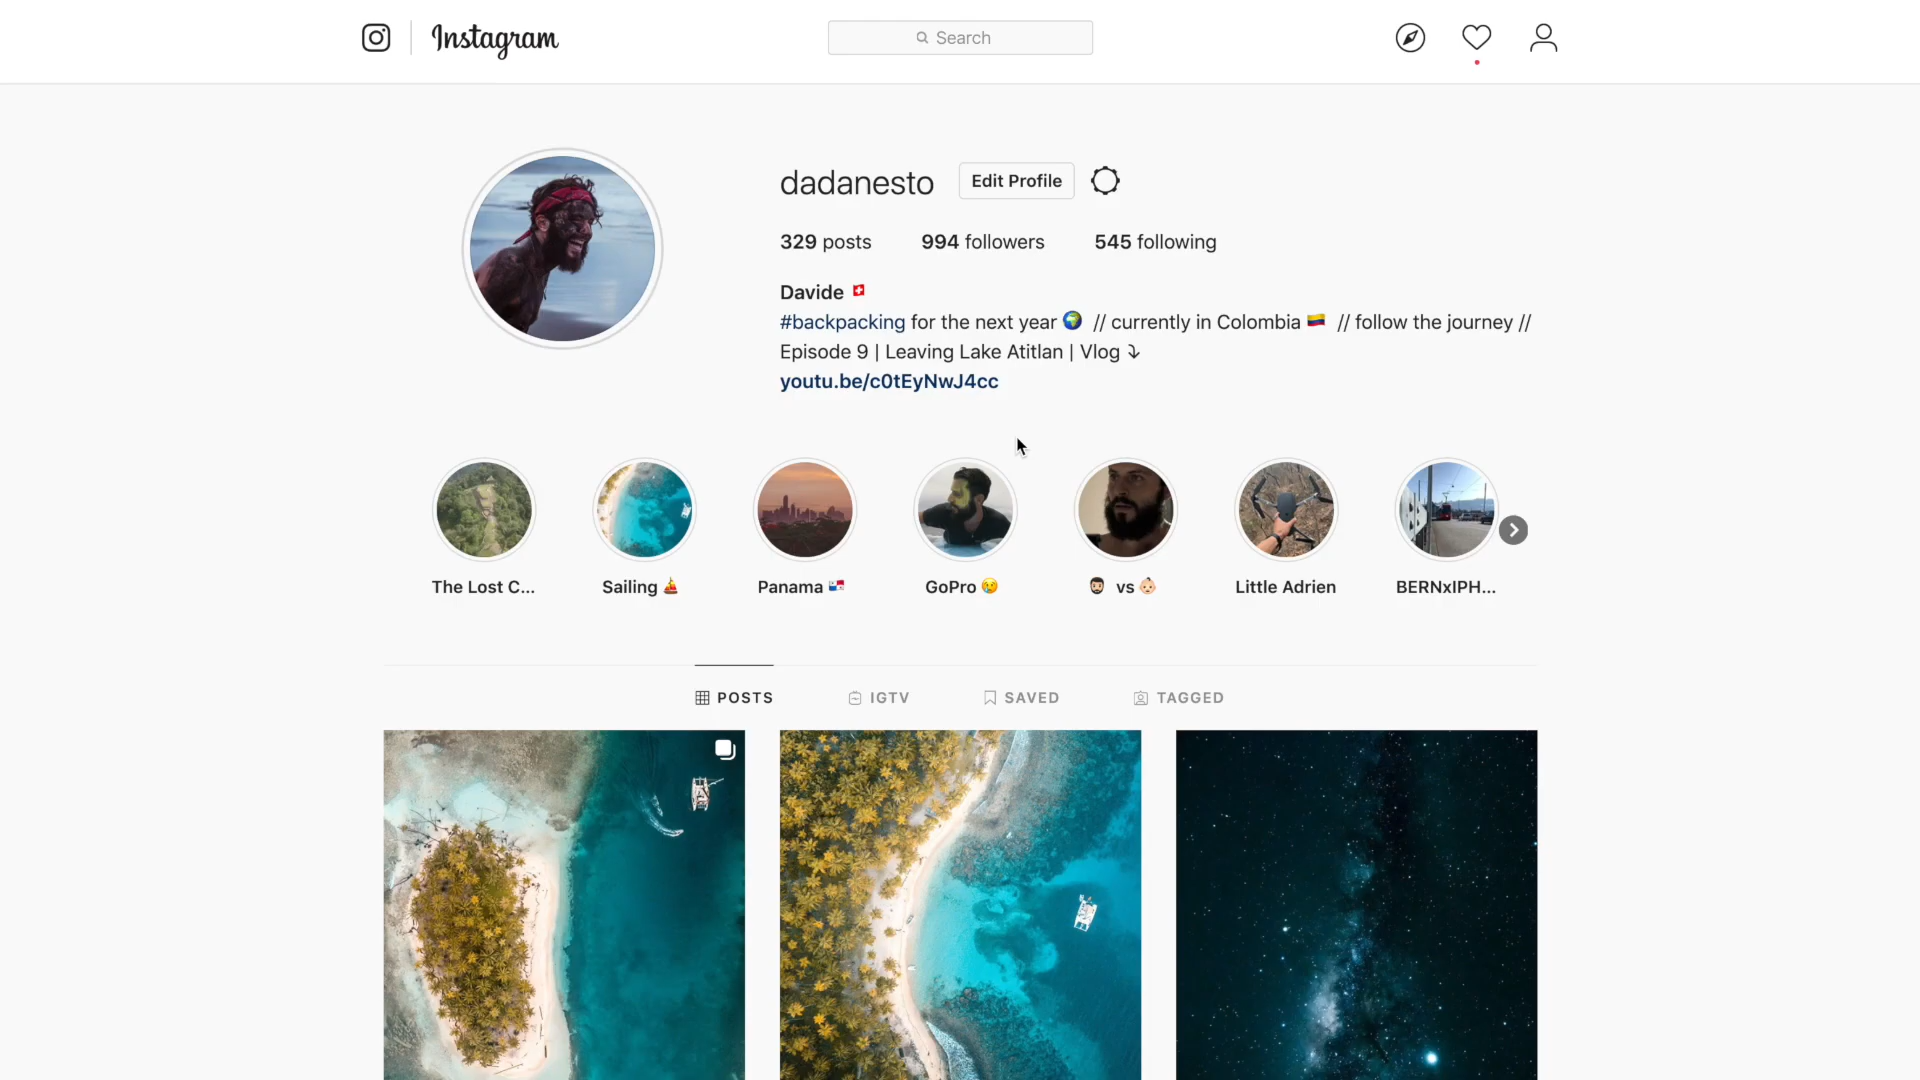 Instagram
Search
dadanesto
Edit Profile
329 posts 994 followers 545 following
Davide 🇨🇭
#backpacking for the next year 🌍 // currently in Colombia 🇨🇴 // follow the journey //
Episode 9 | Leaving Lake Atitlan | Vlog ⤵
youtu.be/c0tEyNwJ4cc
The Lost C...
Sailing ⛵
Panama 🇵🇦
GoPro 😢
🧔🏻 vs 👶🏻
Little Adrien
BERNxIPH...
POSTS IGTV SAVED TAGGED